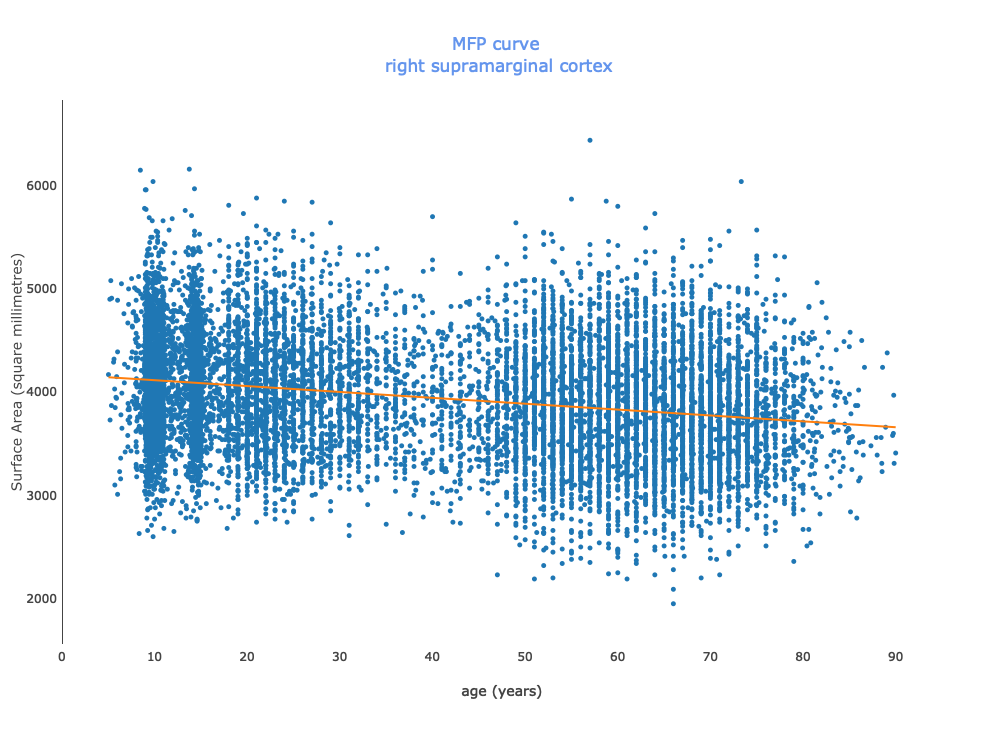 MFP curve
right supramarginal cortex
Surface Area (square millimetres)
6000
5000
4000
3000
2000
0 10 20 30 40 50 60 70 80 90
age (years)